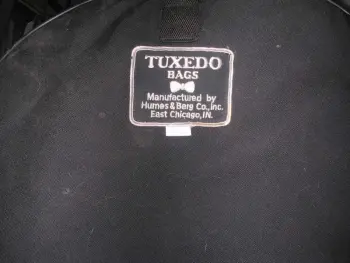 TUXEDO
BAGS
Manufactured by
Humes & Berg Co., Inc.
East Chicago, IN.